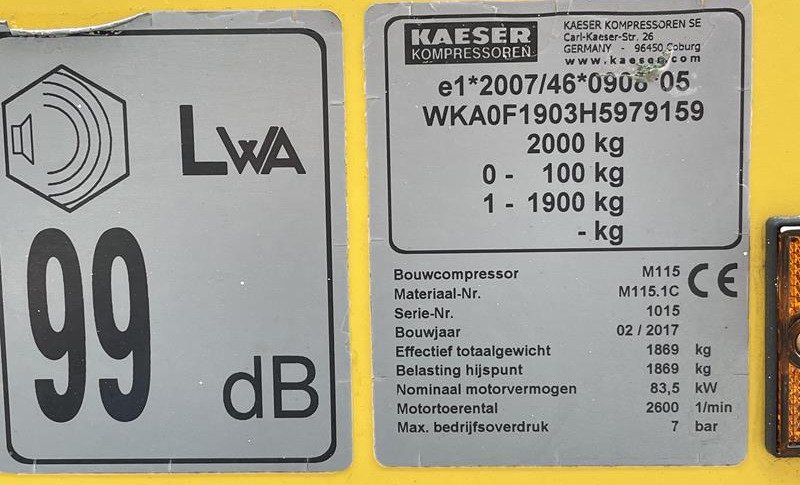 LWA
99
dB
KAESER
KOMPRESSOREN
KAESER KOMPRESSOREN SE
Carl-Kaeser-Str. 26
GERMANY - 96450 Coburg
www.kaeser.com
e1*2007/46*0908*05
WKA0F1903H5979159
2000 kg
0 - 100 kg
1 - 1900 kg
- kg
Bouwcompressor M115
Materiaal-Nr. M115.1C CE
Serie-Nr. 1015
Bouwjaar 02 / 2017
Effectief totaalgewicht 1869 kg
Belasting hijspunt 1869 kg
Nominaal motorvermogen 83,5 kW
Motortoerental 2600 1/min
Max. bedrijfsoverdruk 7 bar